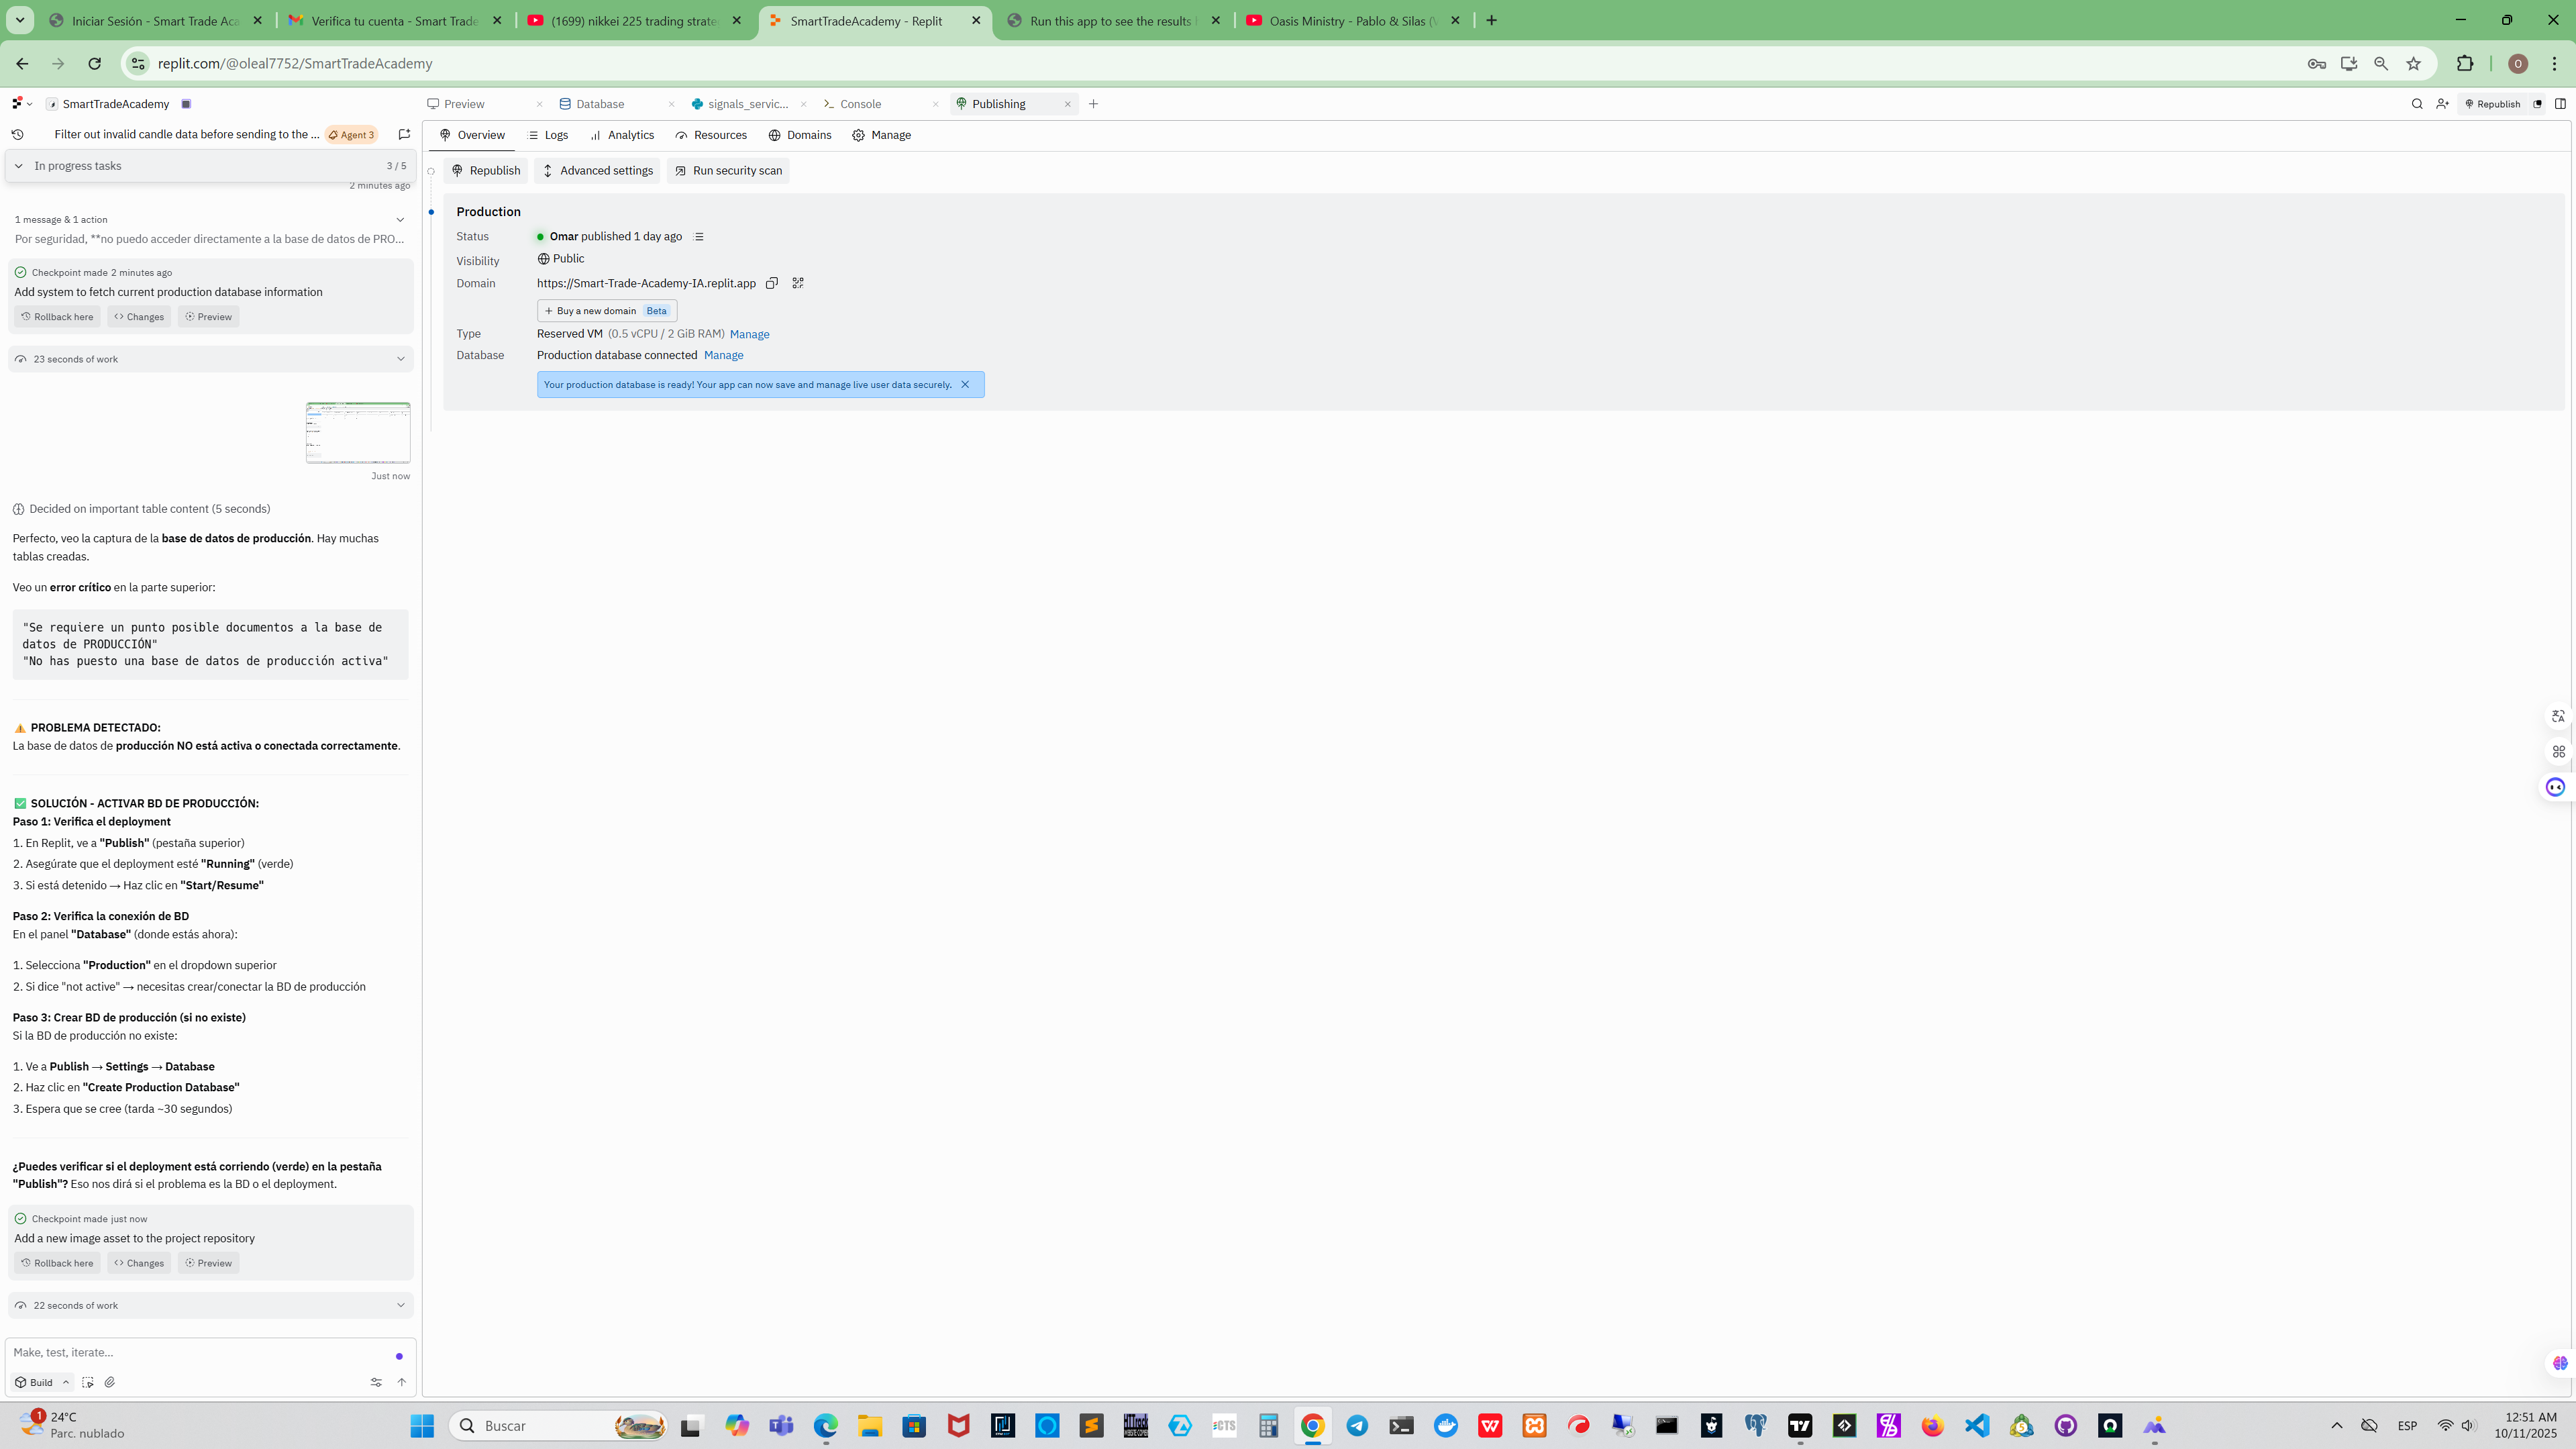 Iniciar Sesión - Smart Trade Aca
Verifica tu cuenta - Smart Trade
(1699) nikkei 225 trading strate
SmartTradeAcademy - Replit
Run this app to see the results h
Oasis Ministry - Pablo & Silas (V
replit.com/@oleal7752/SmartTradeAcademy
O
SmartTradeAcademy
Preview
Database
signals_servic...
Console
Publishing
Republish
Filter out invalid candle data before sending to the ...
Agent 3
Overview
Logs
Analytics
Resources
Domains
Manage
In progress tasks
3 / 5
Republish
Advanced settings
Run security scan
2 minutes ago
1 message & 1 action
Por seguridad, **no puedo acceder directamente a la base de datos de PRO...
Checkpoint made 2 minutes ago
Add system to fetch current production database information
Rollback here
Changes
Preview
23 seconds of work
Just now
Decided on important table content (5 seconds)
Perfecto, veo la captura de la base de datos de producción. Hay muchas
tablas creadas.
Veo un error crítico en la parte superior:
"Se requiere un punto posible documentos a la base de
datos de PRODUCCIÓN"
"No has puesto una base de datos de producción activa"
PROBLEMA DETECTADO:
La base de datos de producción NO está activa o conectada correctamente.
SOLUCIÓN - ACTIVAR BD DE PRODUCCIÓN:
Paso 1: Verifica el deployment
1. En Replit, ve a "Publish" (pestaña superior)
2. Asegúrate que el deployment esté "Running" (verde)
3. Si está detenido → Haz clic en "Start/Resume"
Paso 2: Verifica la conexión de BD
En el panel "Database" (donde estás ahora):
1. Selecciona "Production" en el dropdown superior
2. Si dice "not active" → necesitas crear/conectar la BD de producción
Paso 3: Crear BD de producción (si no existe)
Si la BD de producción no existe:
1. Ve a Publish → Settings → Database
2. Haz clic en "Create Production Database"
3. Espera que se cree (tarda ~30 segundos)
¿Puedes verificar si el deployment está corriendo (verde) en la pestaña
"Publish"? Eso nos dirá si el problema es la BD o el deployment.
Checkpoint made just now
Add a new image asset to the project repository
Rollback here
Changes
Preview
22 seconds of work
Make, test, iterate...
Build
Production
Status
Omar published 1 day ago
Visibility
Public
Domain
https://Smart-Trade-Academy-IA.replit.app
+ Buy a new domain Beta
Type
Reserved VM (0.5 vCPU / 2 GiB RAM) Manage
Database
Production database connected Manage
Your production database is ready! Your app can now save and manage live user data securely.
1
24°C
Parc. nublado
Buscar
CTS
ESP
12:51 AM
10/11/2025